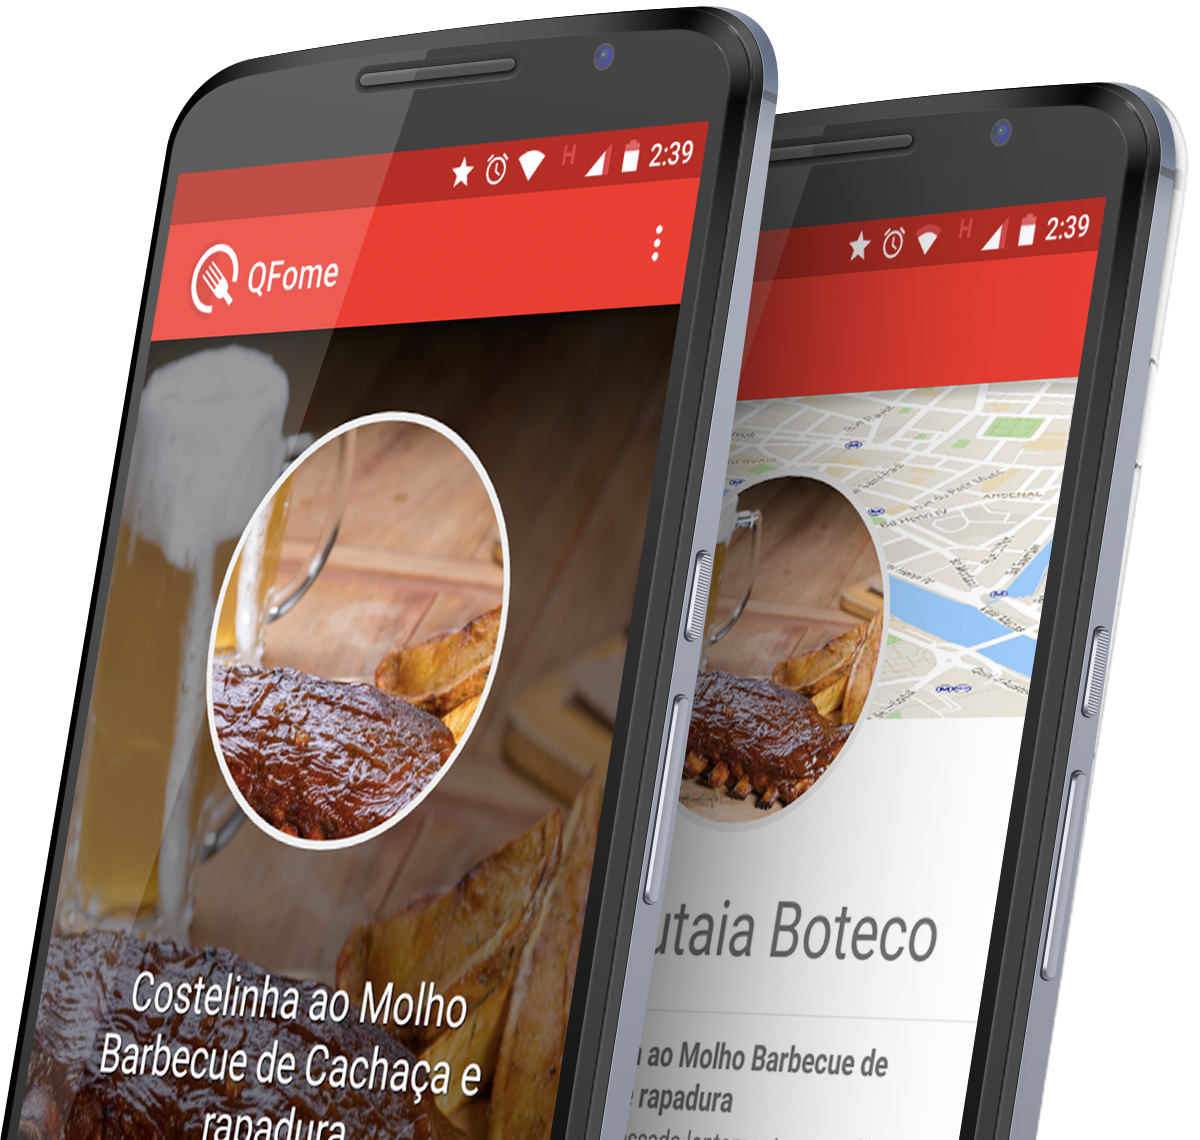 2:39
QFome
Costelinha ao Molho
Barbecue de Cachaça e
rapadura
H
2:39
H
ARSENAL
utaia Boteco
ao Molho Barbecue de
rapadura